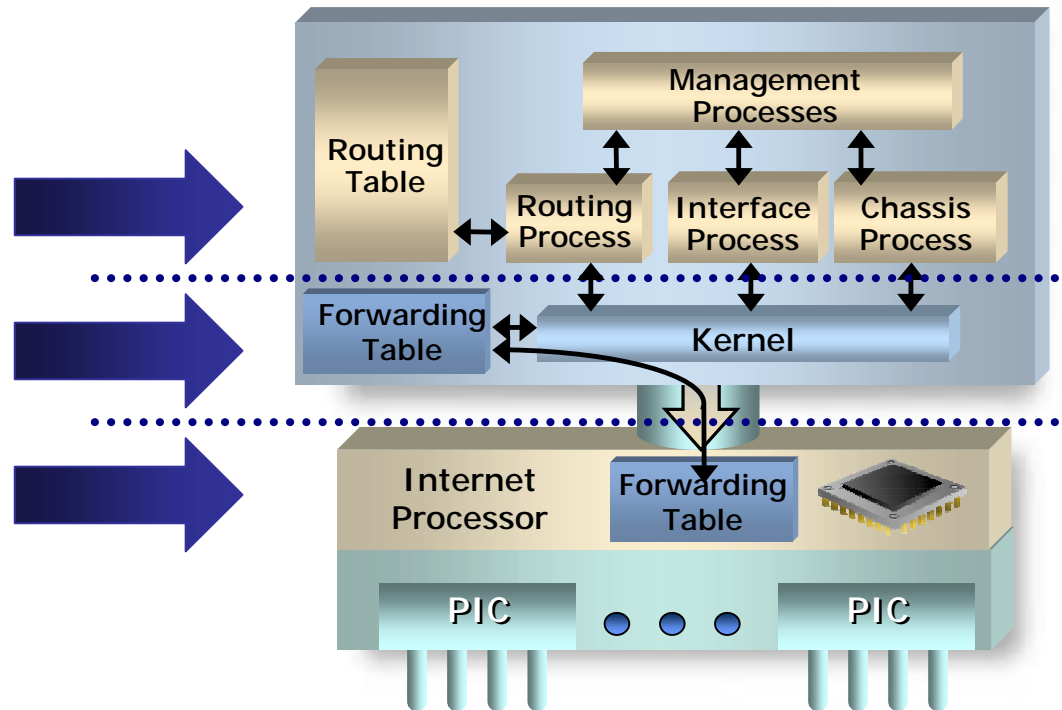 Management
Processes
Routing
Table
Routing
Process
Interface
Process
Chassis
Process
Forwarding
Table
Kernel
Internet
Processor
Forwarding
Table
PIC
PIC